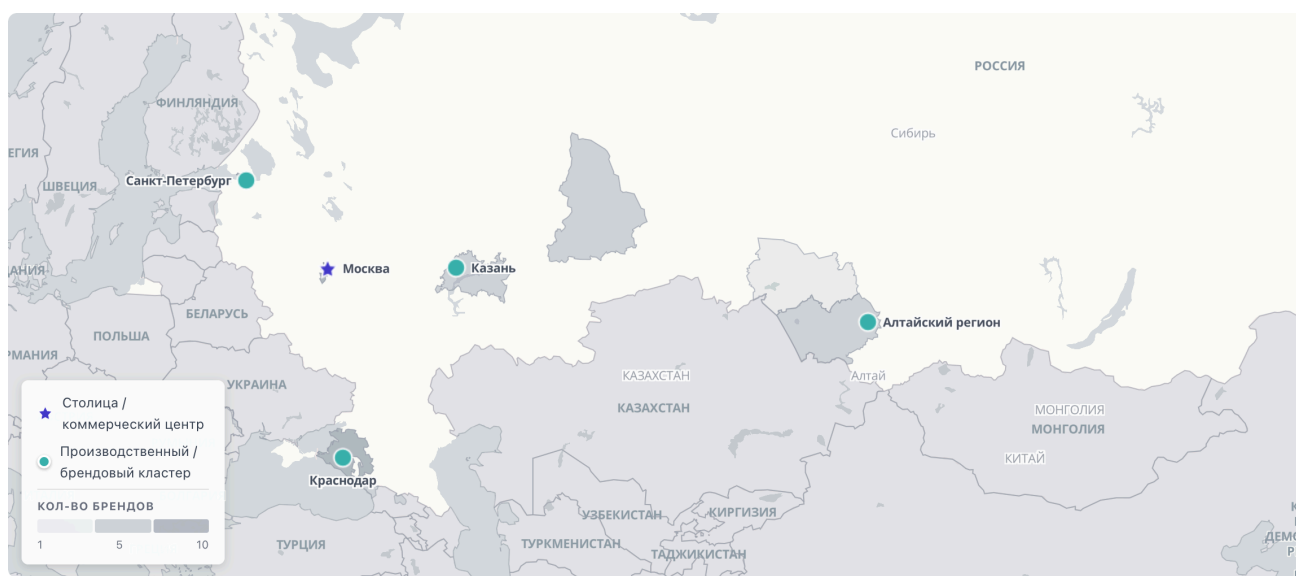 РОССИЯ
Сибирь
ФИНЛЯНДИЯ
ЕГИЯ
ШВЕЦИЯ
Санкт-Петербург
АНИЯ
Москва
Казань
БЕЛАРУСЬ
ПОЛЬША
РМАНИЯ
Алтайский регион
Алтай
УКРАИНА
КАЗАХСТАН
КАЗАХСТАН
МОНГОЛИЯ
МОНГОЛИЯ
КИТАЙ
Краснодар
УЗБЕКИСТАН
КИРГИЗИЯ
ТУРЦИЯ
ТУРКМЕНИСТАН
ТАДЖИКИСТАН
К
ДЕМО
Р
Столица /
коммерческий центр
Производственный /
брендовый кластер
КОЛ-ВО БРЕНДОВ
1 5 10